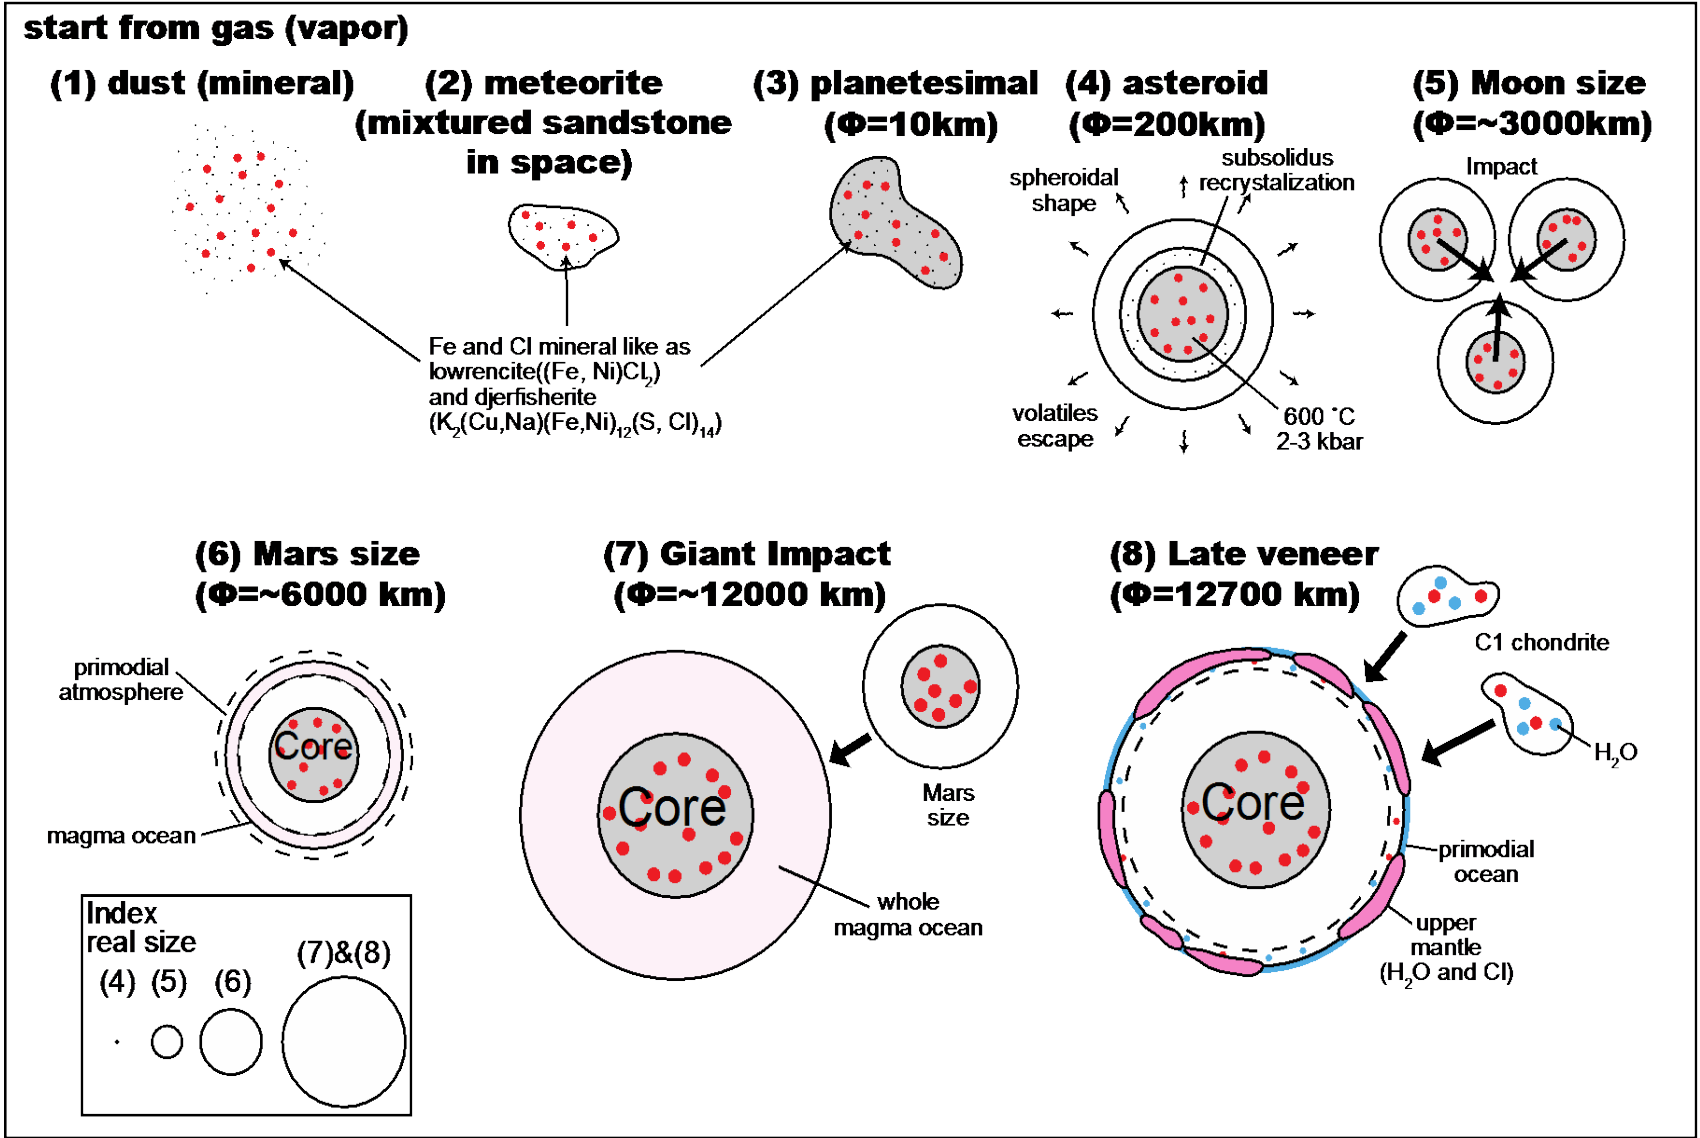 start from gas (vapor)
(1) dust (mineral)
(2) meteorite
(mixtured sandstone
in space)
(3) planetesimal
(Φ=10km)
(4) asteroid
(Φ=200km)
(5) Moon size
(Φ=~3000km)
Fe and Cl mineral like as
lowrencite((Fe, Ni)Cl₂)
and djerfisherite
(K₂(Cu,Na)(Fe,Ni)₁₂(S, Cl)₁₄)
spheroidal
shape
subsolidus
recrystalization
volatiles
escape
600 ˚C
2-3 kbar
Impact
(6) Mars size
(Φ=~6000 km)
primodial
atmosphere
Core
magma ocean
(7) Giant Impact
(Φ=~12000 km)
Core
Mars
size
whole
magma ocean
(8) Late veneer
(Φ=12700 km)
C1 chondrite
H₂O
Core
primodial
ocean
upper
mantle
(H₂O and Cl)
Index
real size
(4) (5) (6) (7)&(8)